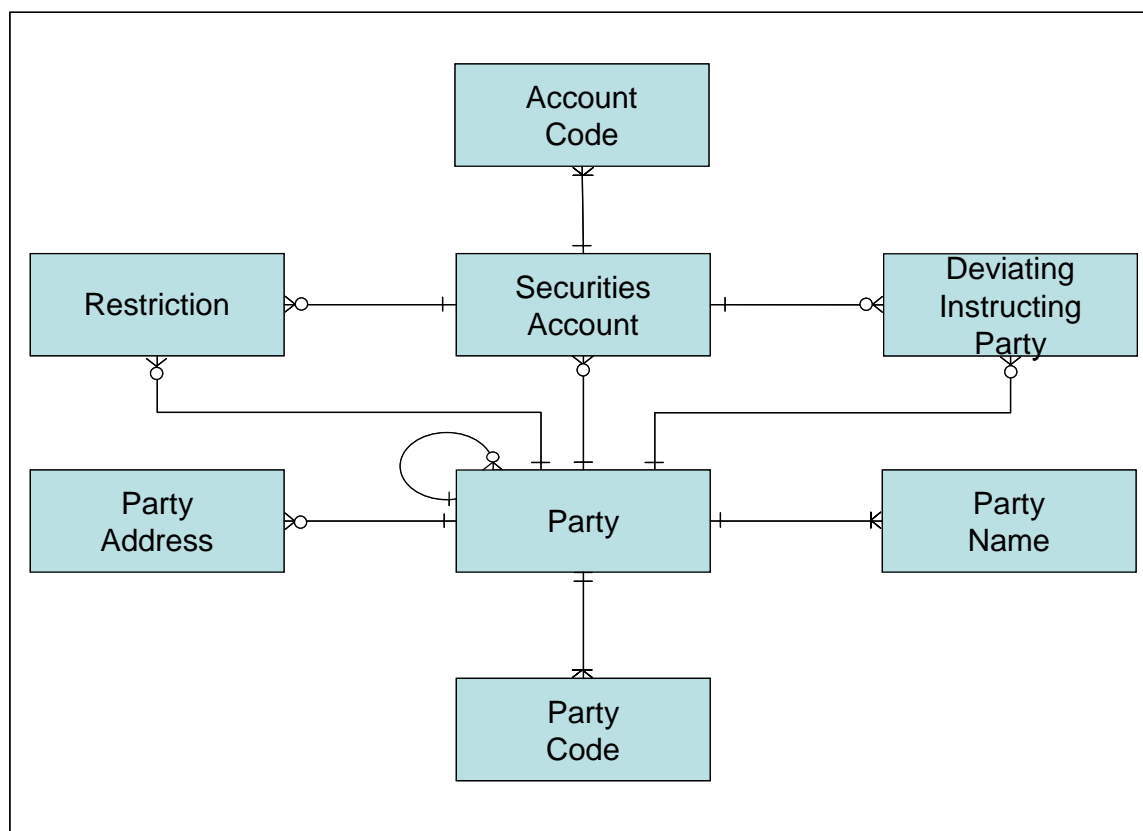 Account
Code
Restriction
Securities
Account
Deviating
Instructing
Party
Party
Address
Party
Party
Name
Party
Code